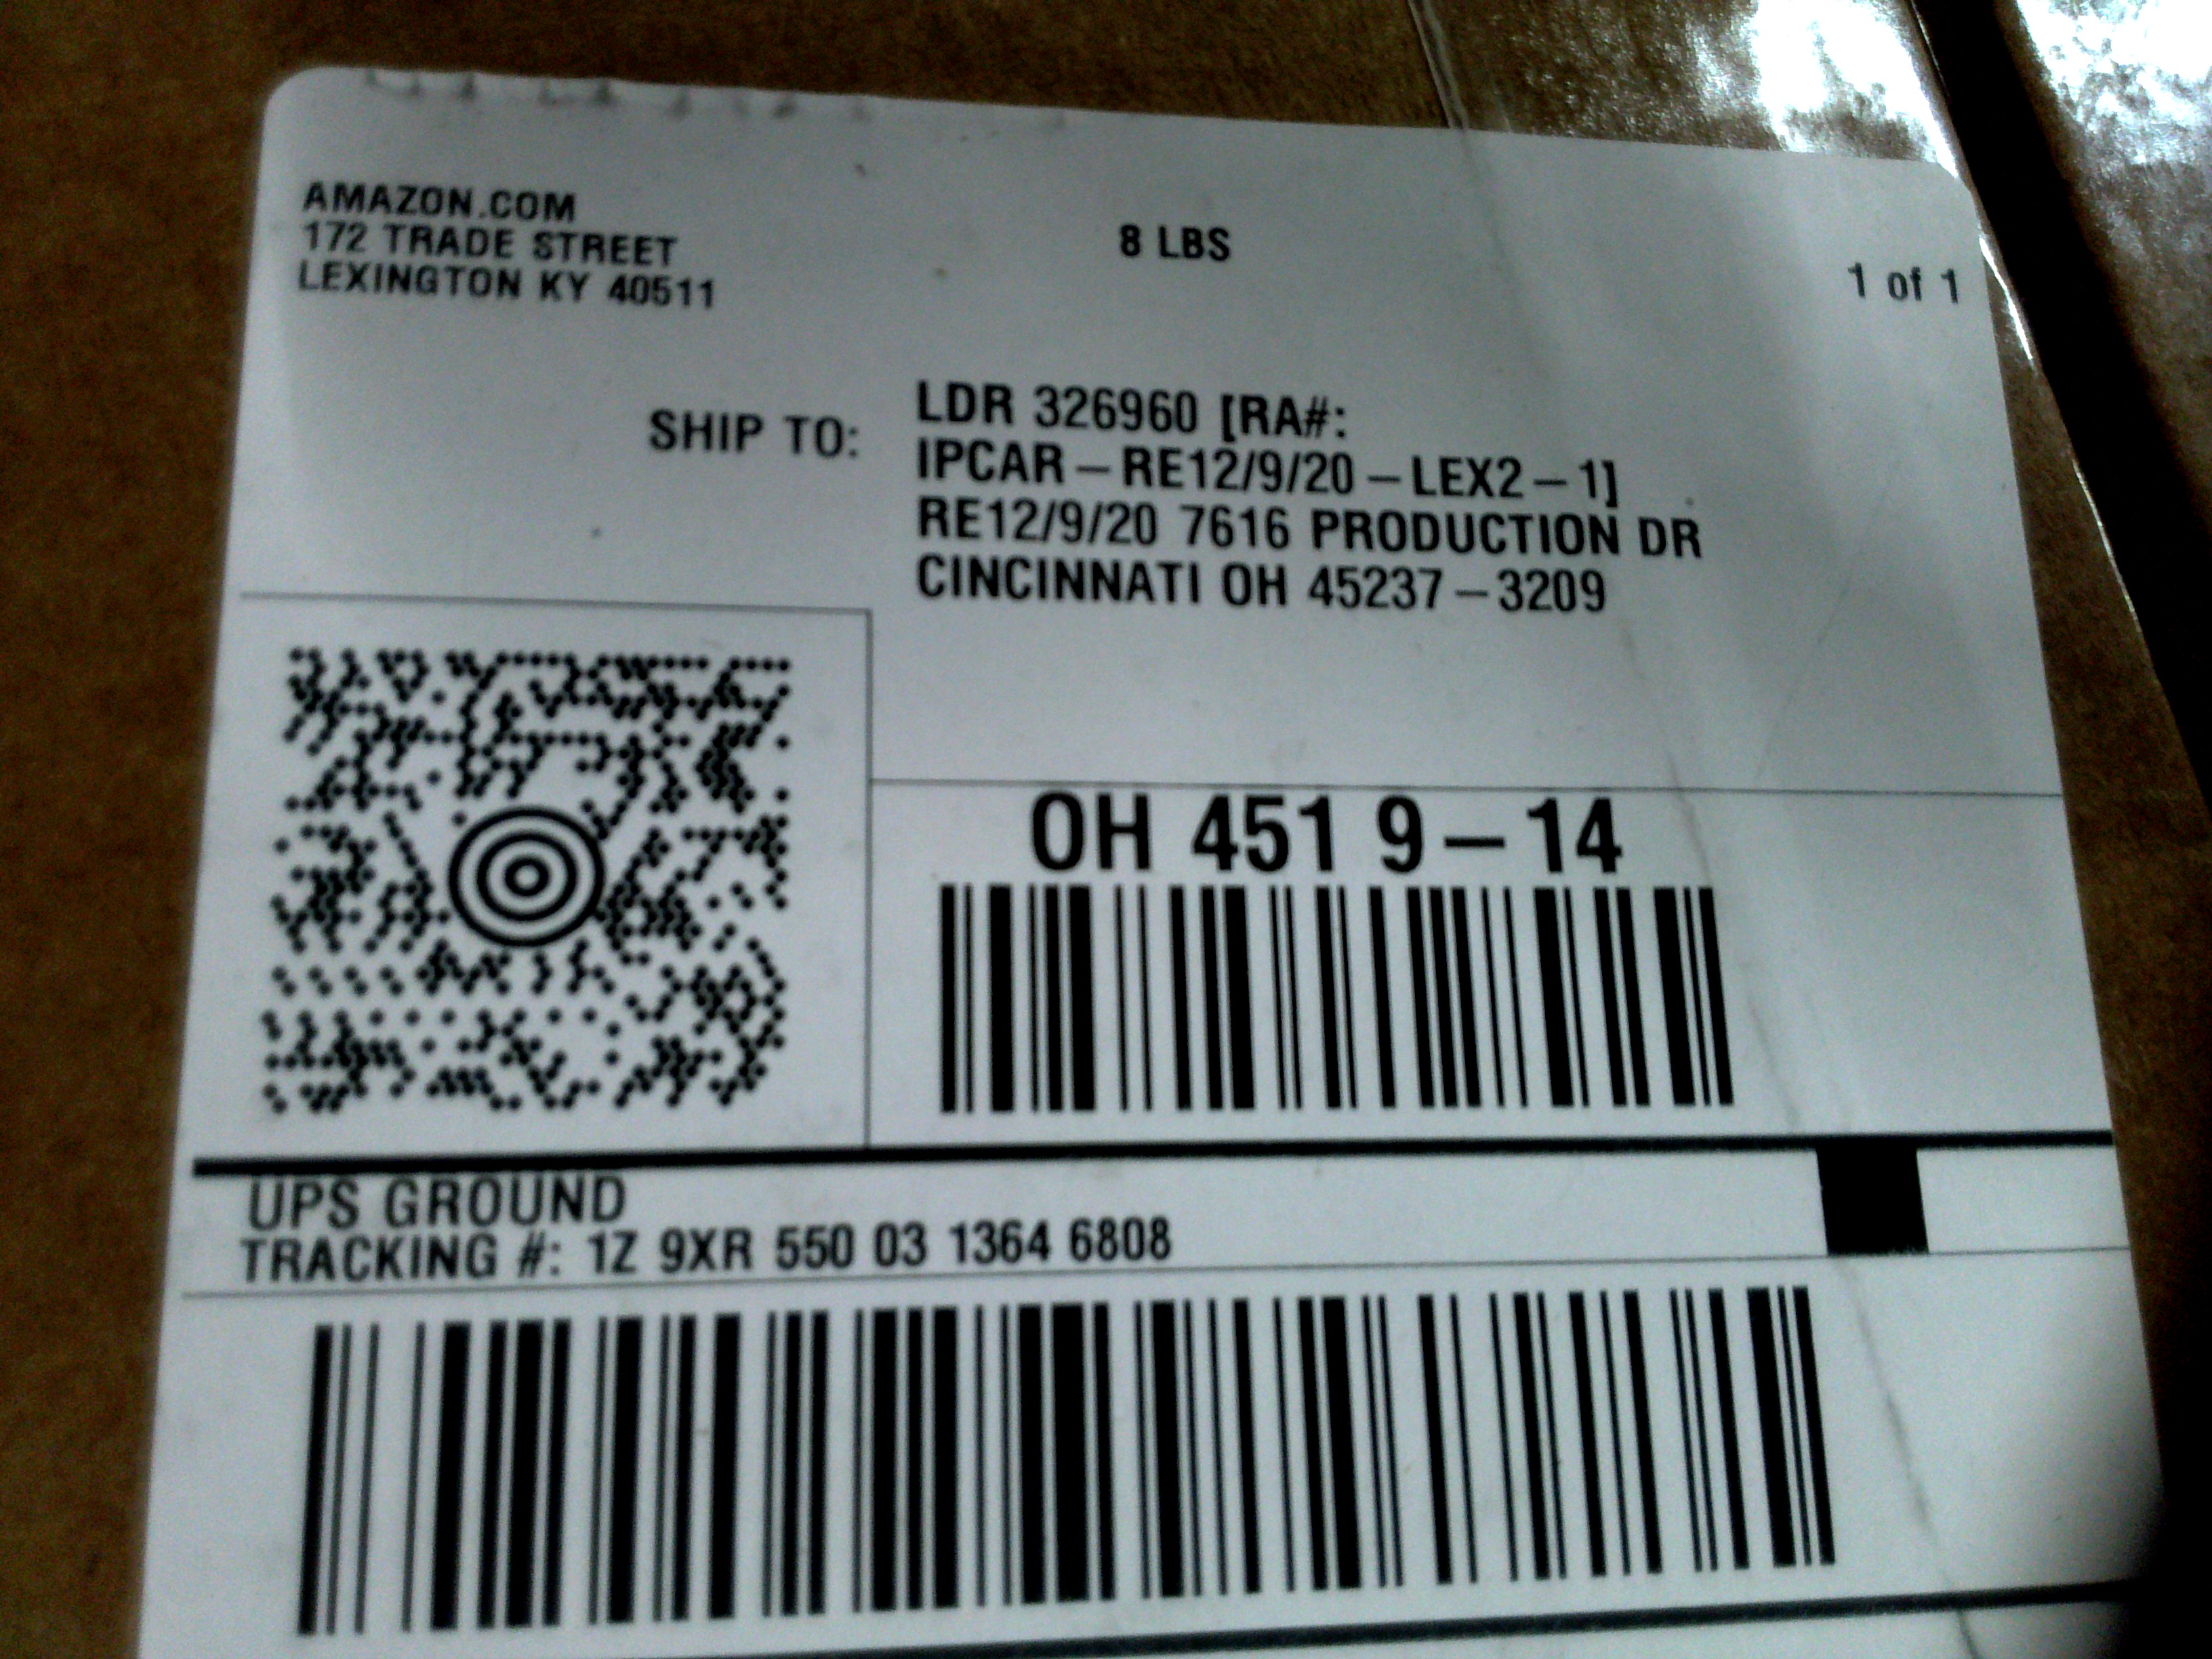 AMAZON.COM
172 TRADE STREET
LEXINGTON KY 40511
8 LBS
1 of 1
SHIP TO:
LDR 326960 [RA#:
IPCAR – RE12/9/20 – LEX2 – 1]
RE12/9/20 7616 PRODUCTION DR
CINCINNATI OH 45237 – 3209
OH 451 9 – 14
UPS GROUND
TRACKING #: 1Z 9XR 550 03 1364 6808